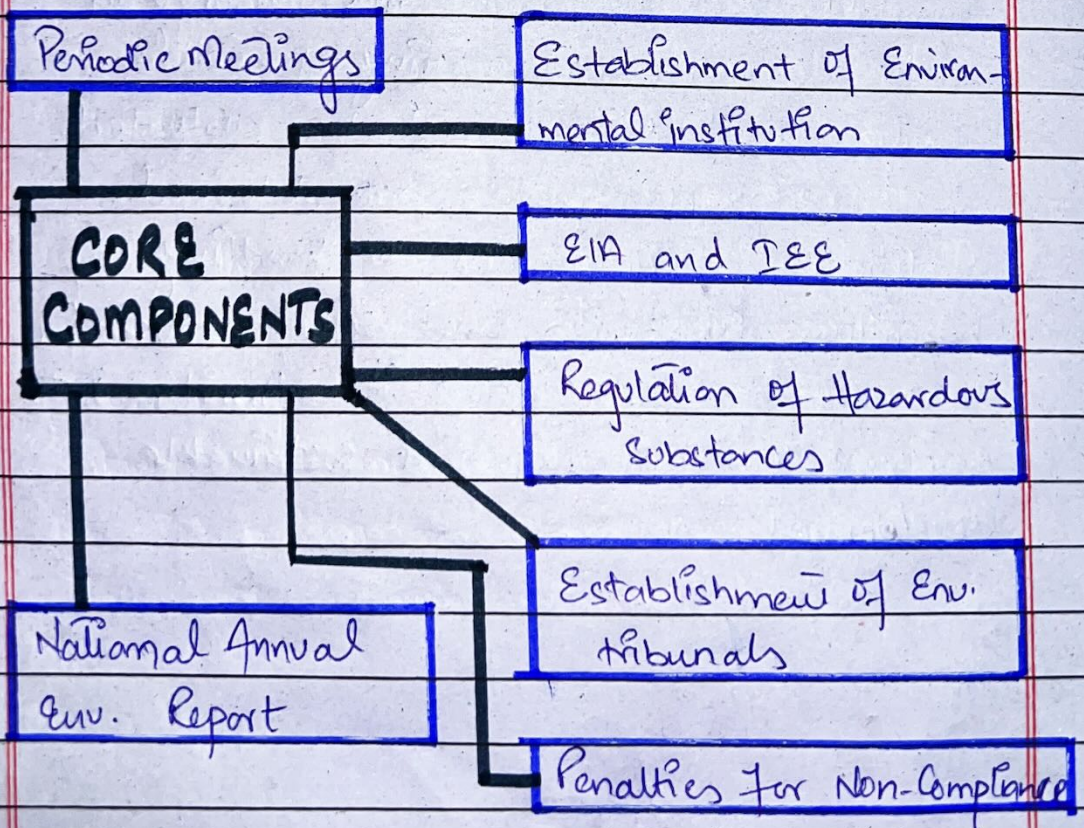 Periodic Meetings
Establishment of Environ-
mental institution
CORE
COMPONENTS
EIA and IEE
Regulation of Hazardous
Substances
Establishment of Env.
tribunals
National Annual
Env. Report
Penalties for Non-Compliance